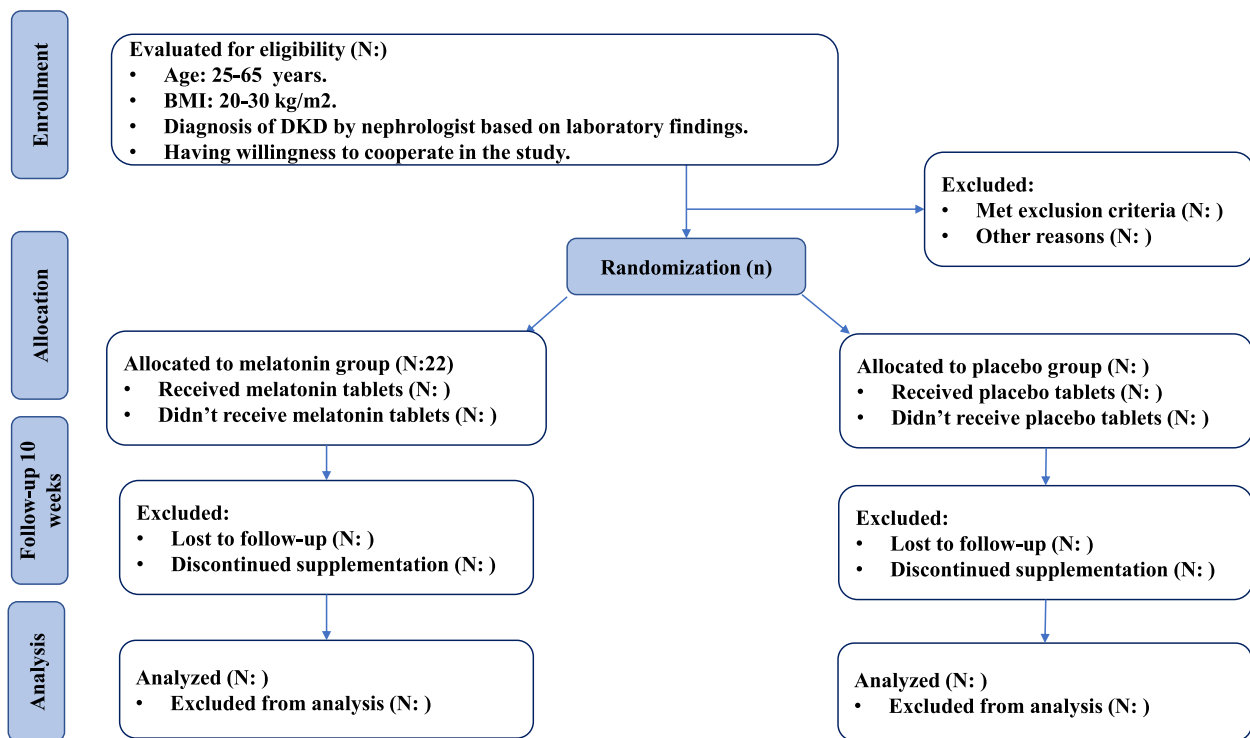 Enrollment
Evaluated for eligibility (N:)
• Age: 25-65 years.
• BMI: 20-30 kg/m2.
• Diagnosis of DKD by nephrologist based on laboratory findings.
• Having willingness to cooperate in the study.
Excluded:
• Met exclusion criteria (N: )
• Other reasons (N: )
Randomization (n)
Allocation
Allocated to melatonin group (N:22)
• Received melatonin tablets (N: )
• Didn’t receive melatonin tablets (N: )
Allocated to placebo group (N: )
• Received placebo tablets (N: )
• Didn’t receive placebo tablets (N: )
Follow-up 10
weeks
Excluded:
• Lost to follow-up (N: )
• Discontinued supplementation (N: )
Excluded:
• Lost to follow-up (N: )
• Discontinued supplementation (N: )
Analysis
Analyzed (N: )
• Excluded from analysis (N: )
Analyzed (N: )
• Excluded from analysis (N: )